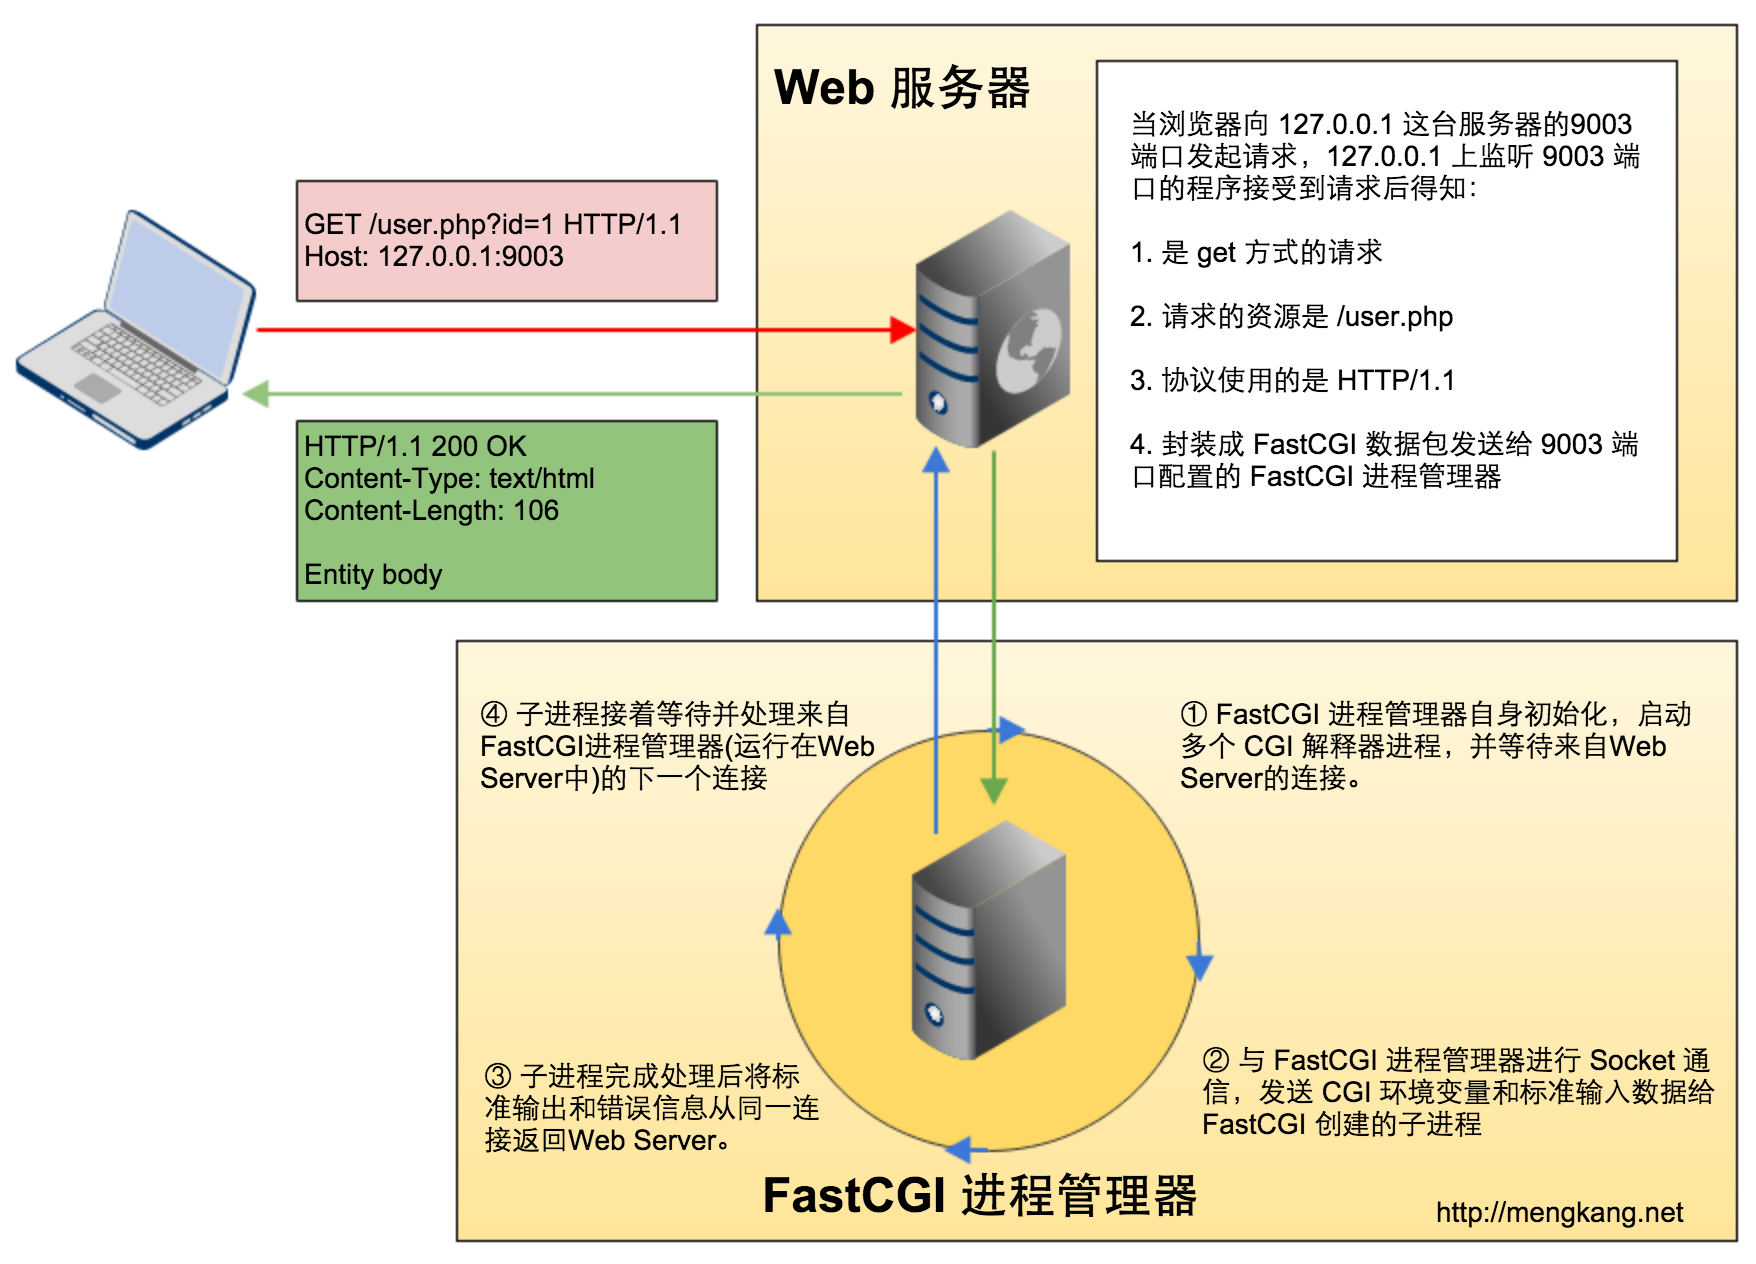 Web 服务器
当浏览器向 127.0.0.1 这台服务器的9003
端口发起请求，127.0.0.1 上监听 9003 端
口的程序接受到请求后得知：
1. 是 get 方式的请求
2. 请求的资源是 /user.php
3. 协议使用的是 HTTP/1.1
4. 封装成 FastCGI 数据包发送给 9003 端
口配置的 FastCGI 进程管理器
GET /user.php?id=1 HTTP/1.1
Host: 127.0.0.1:9003
HTTP/1.1 200 OK
Content-Type: text/html
Content-Length: 106
Entity body
① FastCGI 进程管理器自身初始化，启动
多个 CGI 解释器进程，并等待来自Web
Server的连接。
② 与 FastCGI 进程管理器进行 Socket 通
信，发送 CGI 环境变量和标准输入数据给
FastCGI 创建的子进程
③ 子进程完成处理后将标
准输出和错误信息从同一连
接返回Web Server。
④ 子进程接着等待并处理来自
FastCGI进程管理器(运行在Web
Server中)的下一个连接
FastCGI 进程管理器
http://mengkang.net